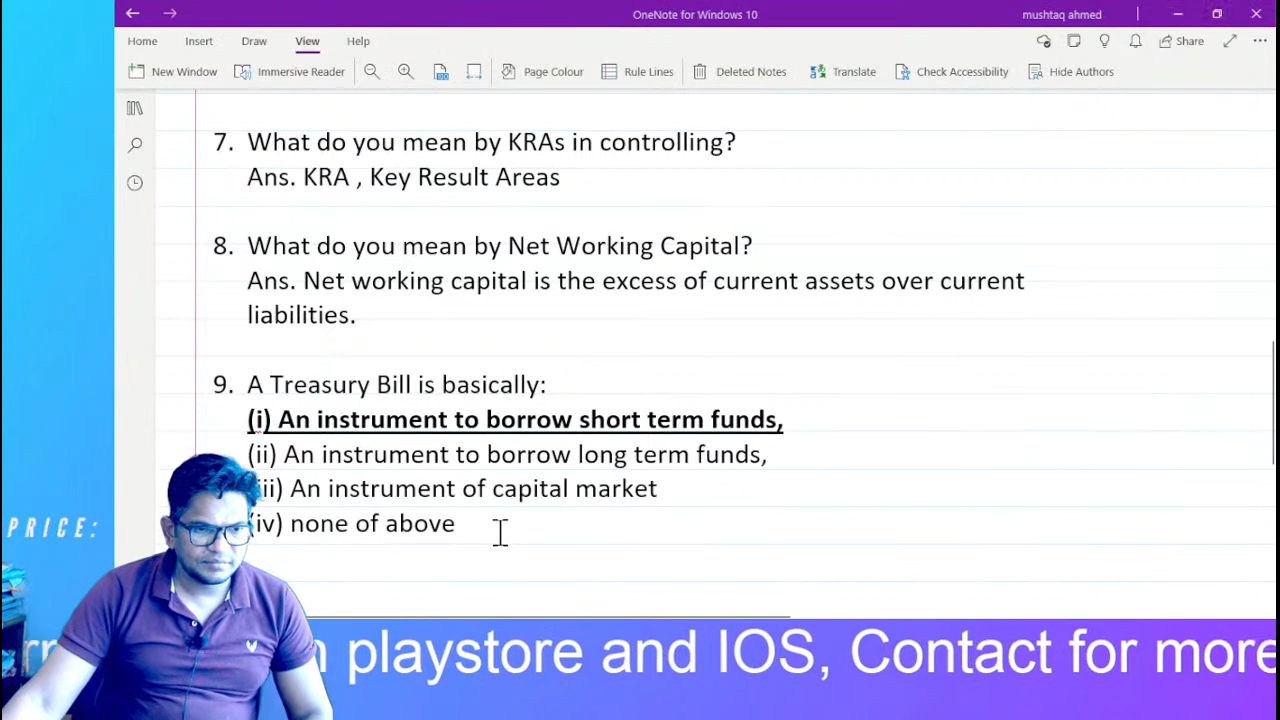 OneNote for Windows 10
mushtaq ahmed
Home Insert Draw View Help
Share
New Window Immersive Reader Page Colour Rule Lines Deleted Notes Translate Check Accessibility Hide Authors
7. What do you mean by KRAs in controlling?
Ans. KRA , Key Result Areas
8. What do you mean by Net Working Capital?
Ans. Net working capital is the excess of current assets over current
liabilities.
9. A Treasury Bill is basically:
(i) An instrument to borrow short term funds,
(ii) An instrument to borrow long term funds,
iii) An instrument of capital market
(iv) none of above
PRICE:
playstore and IOS, Contact for more